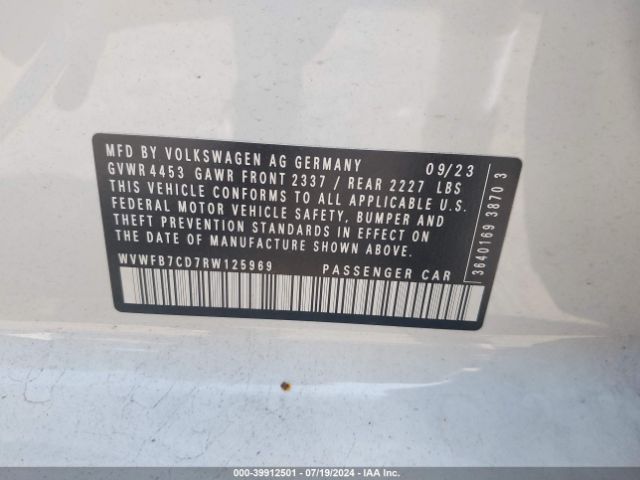 MFD BY VOLKSWAGEN AG GERMANY 09/23
GVWR 4453 GAWR FRONT 2337 / REAR 2227 LBS
THIS VEHICLE CONFORMS TO ALL APPLICABLE U.S.
FEDERAL MOTOR VEHICLE SAFETY, BUMPER AND
THEFT PREVENTION STANDARDS IN EFFECT ON
THE DATE OF MANUFACTURE SHOWN ABOVE.
WVWFB7CD7RW125969 PASSENGER CAR
3640169 3870 3
000-39912501 - 07/19/2024 - IAA Inc.